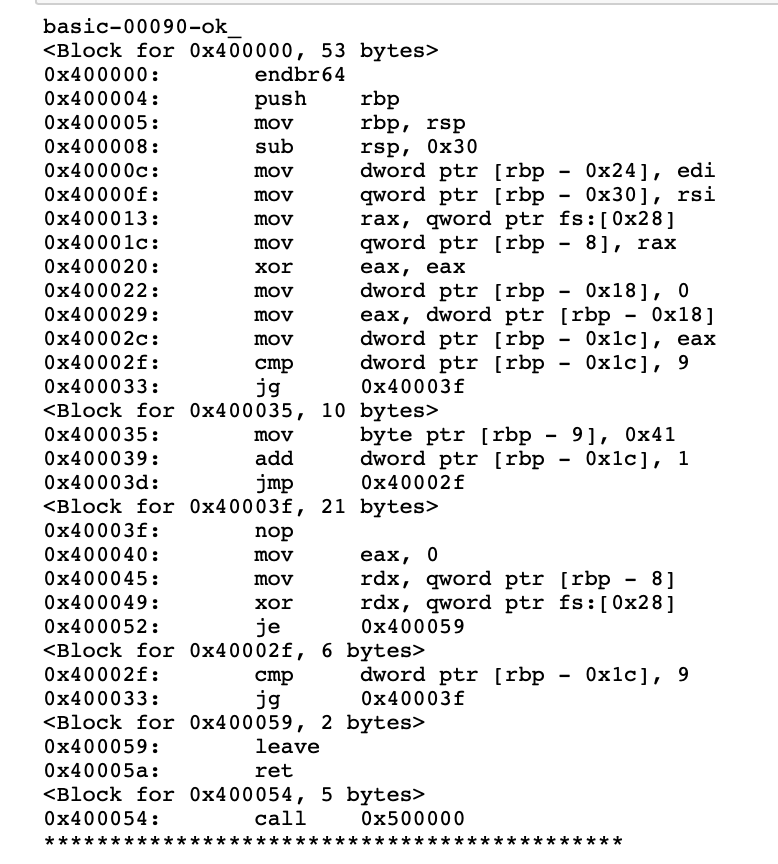 basic-00090-ok_
<Block for 0x400000, 53 bytes>
0x400000:       endbr64
0x400004:       push    rbp
0x400005:       mov     rbp, rsp
0x400008:       sub     rsp, 0x30
0x40000c:       mov     dword ptr [rbp - 0x24], edi
0x40000f:       mov     qword ptr [rbp - 0x30], rsi
0x400013:       mov     rax, qword ptr fs:[0x28]
0x40001c:       mov     qword ptr [rbp - 8], rax
0x400020:       xor     eax, eax
0x400022:       mov     dword ptr [rbp - 0x18], 0
0x400029:       mov     eax, dword ptr [rbp - 0x18]
0x40002c:       mov     dword ptr [rbp - 0x1c], eax
0x40002f:       cmp     dword ptr [rbp - 0x1c], 9
0x400033:       jg      0x40003f
<Block for 0x400035, 10 bytes>
0x400035:       mov     byte ptr [rbp - 9], 0x41
0x400039:       add     dword ptr [rbp - 0x1c], 1
0x40003d:       jmp     0x40002f
<Block for 0x40003f, 21 bytes>
0x40003f:       nop
0x400040:       mov     eax, 0
0x400045:       mov     rdx, qword ptr [rbp - 8]
0x400049:       xor     rdx, qword ptr fs:[0x28]
0x400052:       je      0x400059
<Block for 0x40002f, 6 bytes>
0x40002f:       cmp     dword ptr [rbp - 0x1c], 9
0x400033:       jg      0x40003f
<Block for 0x400059, 2 bytes>
0x400059:       leave
0x40005a:       ret
<Block for 0x400054, 5 bytes>
0x400054:       call    0x500000
********************************************